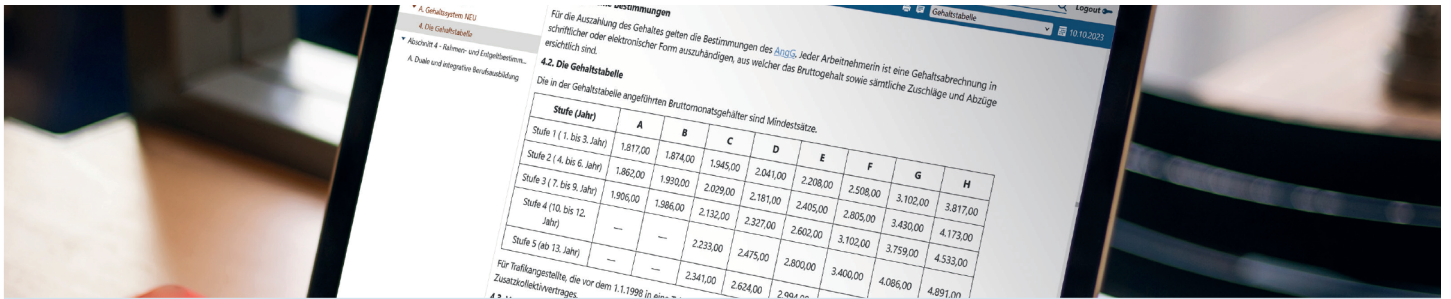 Logout
Gehaltstabelle
10.10.2023
A. Gehaltssystem NEU
4. Die Gehaltstabelle
Abschnitt 4 - Rahmen- und Entgeltbestimm...
A. Duale und integrative Berufsausbildung
Bestimmungen
Für die Auszahlung des Gehaltes gelten die Bestimmungen des AngG. Jeder Arbeitnehmerin ist eine Gehaltsabrechnung in
schriftlicher oder elektronischer Form auszuhändigen, aus welcher das Bruttogehalt sowie sämtliche Zuschläge und Abzüge
ersichtlich sind.
4.2. Die Gehaltstabelle
Die in der Gehaltstabelle angeführten Bruttomonatsgehälter sind Mindestsätze.
Stufe (Jahr) A B C D E F G H
Stufe 1 ( 1. bis 3. Jahr) 1.817,00 1.874,00 1.945,00 2.041,00 2.208,00 2.508,00 3.102,00 3.817,00
Stufe 2 ( 4. bis 6. Jahr) 1.862,00 1.930,00 2.029,00 2.181,00 2.405,00 2.805,00 3.430,00 4.173,00
Stufe 3 ( 7. bis 9. Jahr) 1.906,00 1.986,00 2.132,00 2.327,00 2.602,00 3.102,00 3.759,00 4.533,00
Stufe 4 (10. bis 12.
Jahr) — — 2.233,00 2.475,00 2.800,00 3.400,00 4.086,00 4.891,00
Stufe 5 (ab 13. Jahr) — — 2.341,00 2.624,00
Für Trafikangestellte, die vor dem 1.1.1998 in
Zusatzkollektivvertrages.